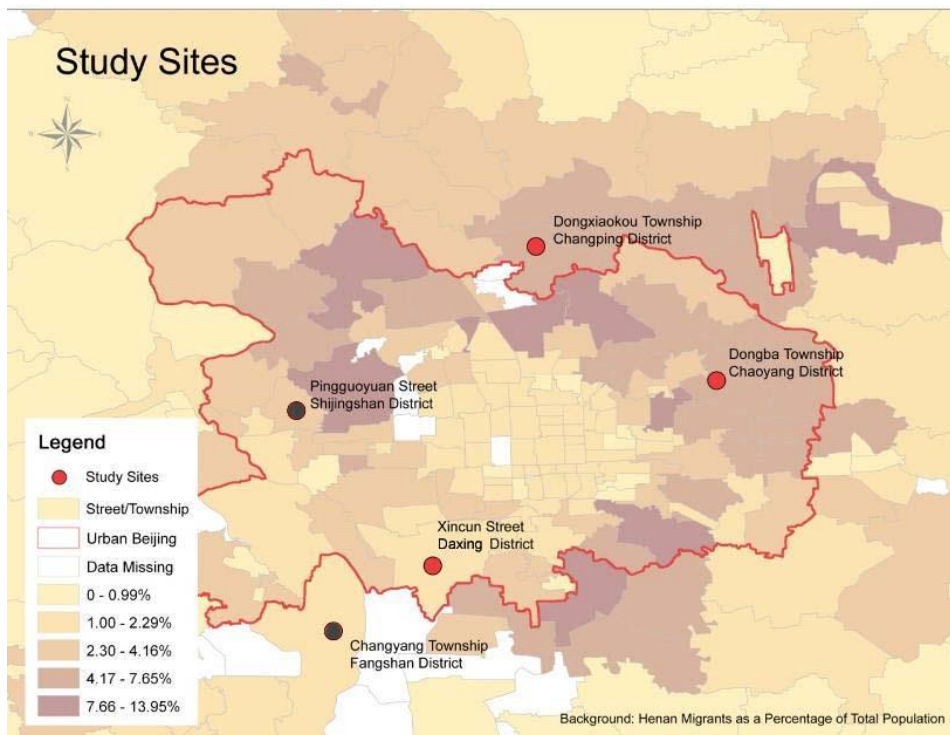 Study Sites
Dongxiaokou Township
Changping District
Dongba Township
Chaoyang District
Pingguoyuan Street
Shijingshan District
Legend
Study Sites
Street/Township
Urban Beijing
Data Missing
0 - 0.99%
1.00 - 2.29%
2.30 - 4.16%
4.17 - 7.65%
7.66 - 13.95%
Xincun Street
Daxing District
Changyang Township
Fangshan District
Background: Henan Migrants as a Percentage of Total Population